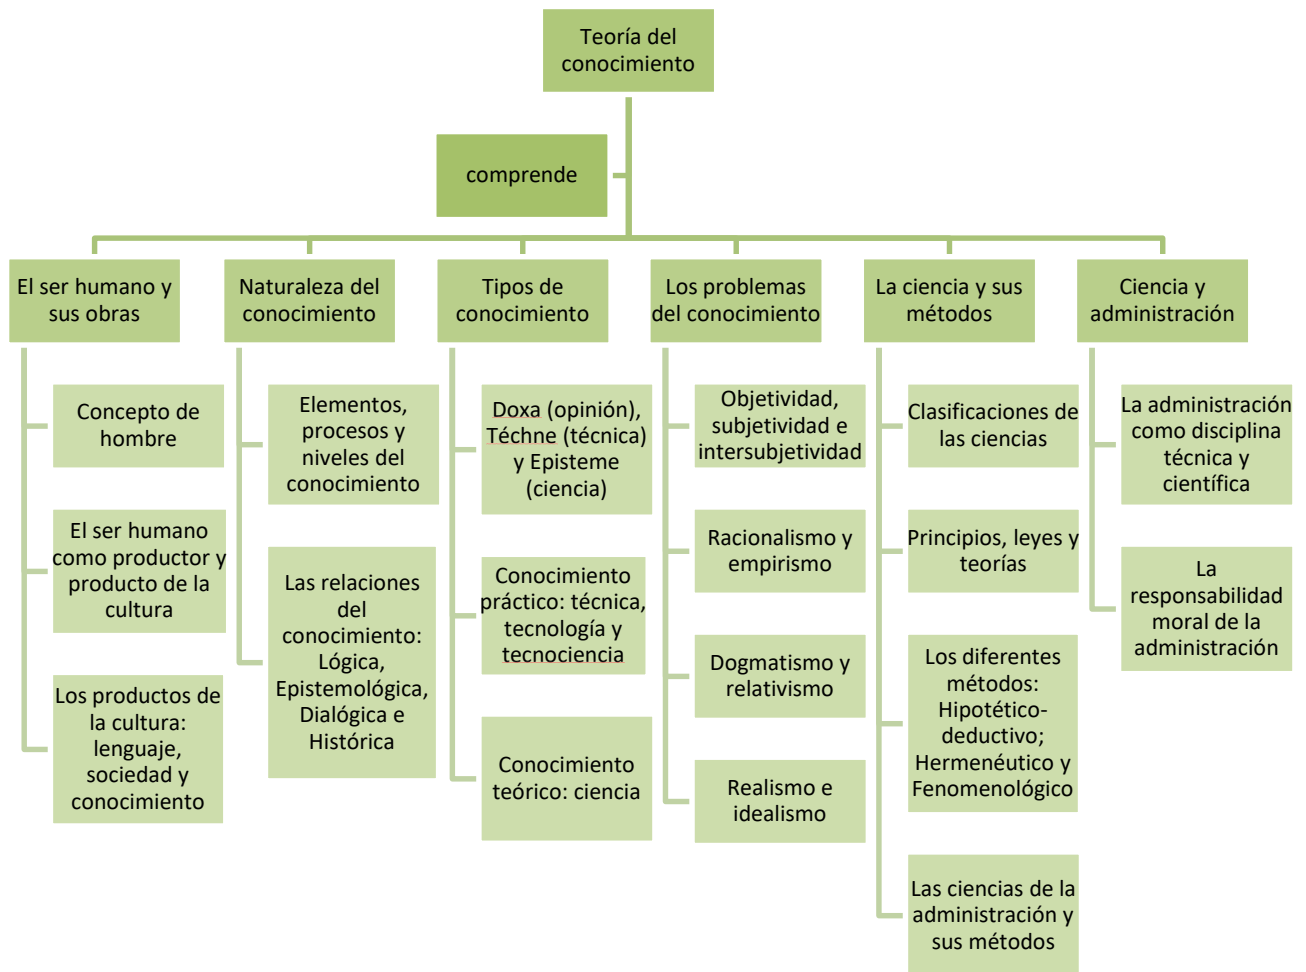 Teoría del
conocimiento
comprende
El ser humano y
sus obras
Concepto de
hombre
El ser humano
como productor y
producto de la
cultura
Los productos de
la cultura:
lenguaje,
sociedad y
conocimiento
Naturaleza del
conocimiento
Elementos,
procesos y
niveles del
conocimiento
Las relaciones
del
conocimiento:
Lógica,
Epistemológica,
Dialógica e
Histórica
Tipos de
conocimiento
Doxa (opinión),
Téchne (técnica)
y Episteme
(ciencia)
Conocimiento
práctico: técnica,
tecnología y
tecnociencia
Conocimiento
teórico: ciencia
Los problemas
del conocimiento
Objetividad,
subjetividad e
intersubjetividad
Racionalismo y
empirismo
Dogmatismo y
relativismo
Realismo e
idealismo
La ciencia y sus
métodos
Clasificaciones de
las ciencias
Principios, leyes y
teorías
Los diferentes
métodos:
Hipotético-
deductivo;
Hermenéutico y
Fenomenológico
Las ciencias de la
administración y
sus métodos
Ciencia y
administración
La administración
como disciplina
técnica y
científica
La
responsabilidad
moral de la
administración